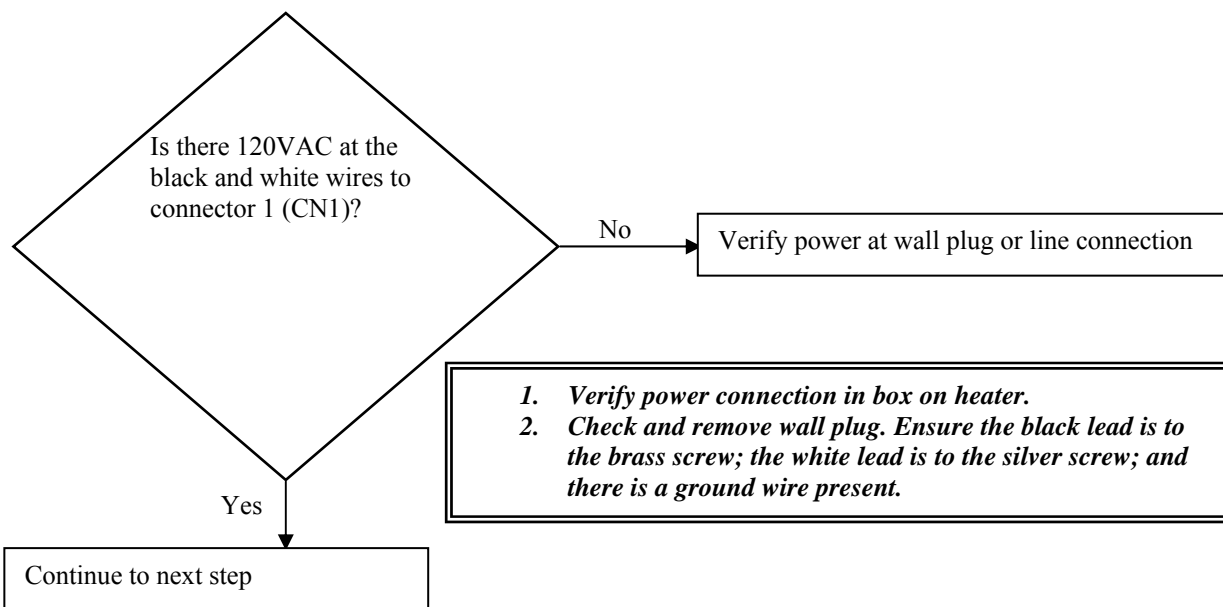 Is there 120VAC at the
black and white wires to
connector 1 (CN1)?
No
Verify power at wall plug or line connection
1. Verify power connection in box on heater.
2. Check and remove wall plug. Ensure the black lead is to
the brass screw; the white lead is to the silver screw; and
there is a ground wire present.
Yes
Continue to next step